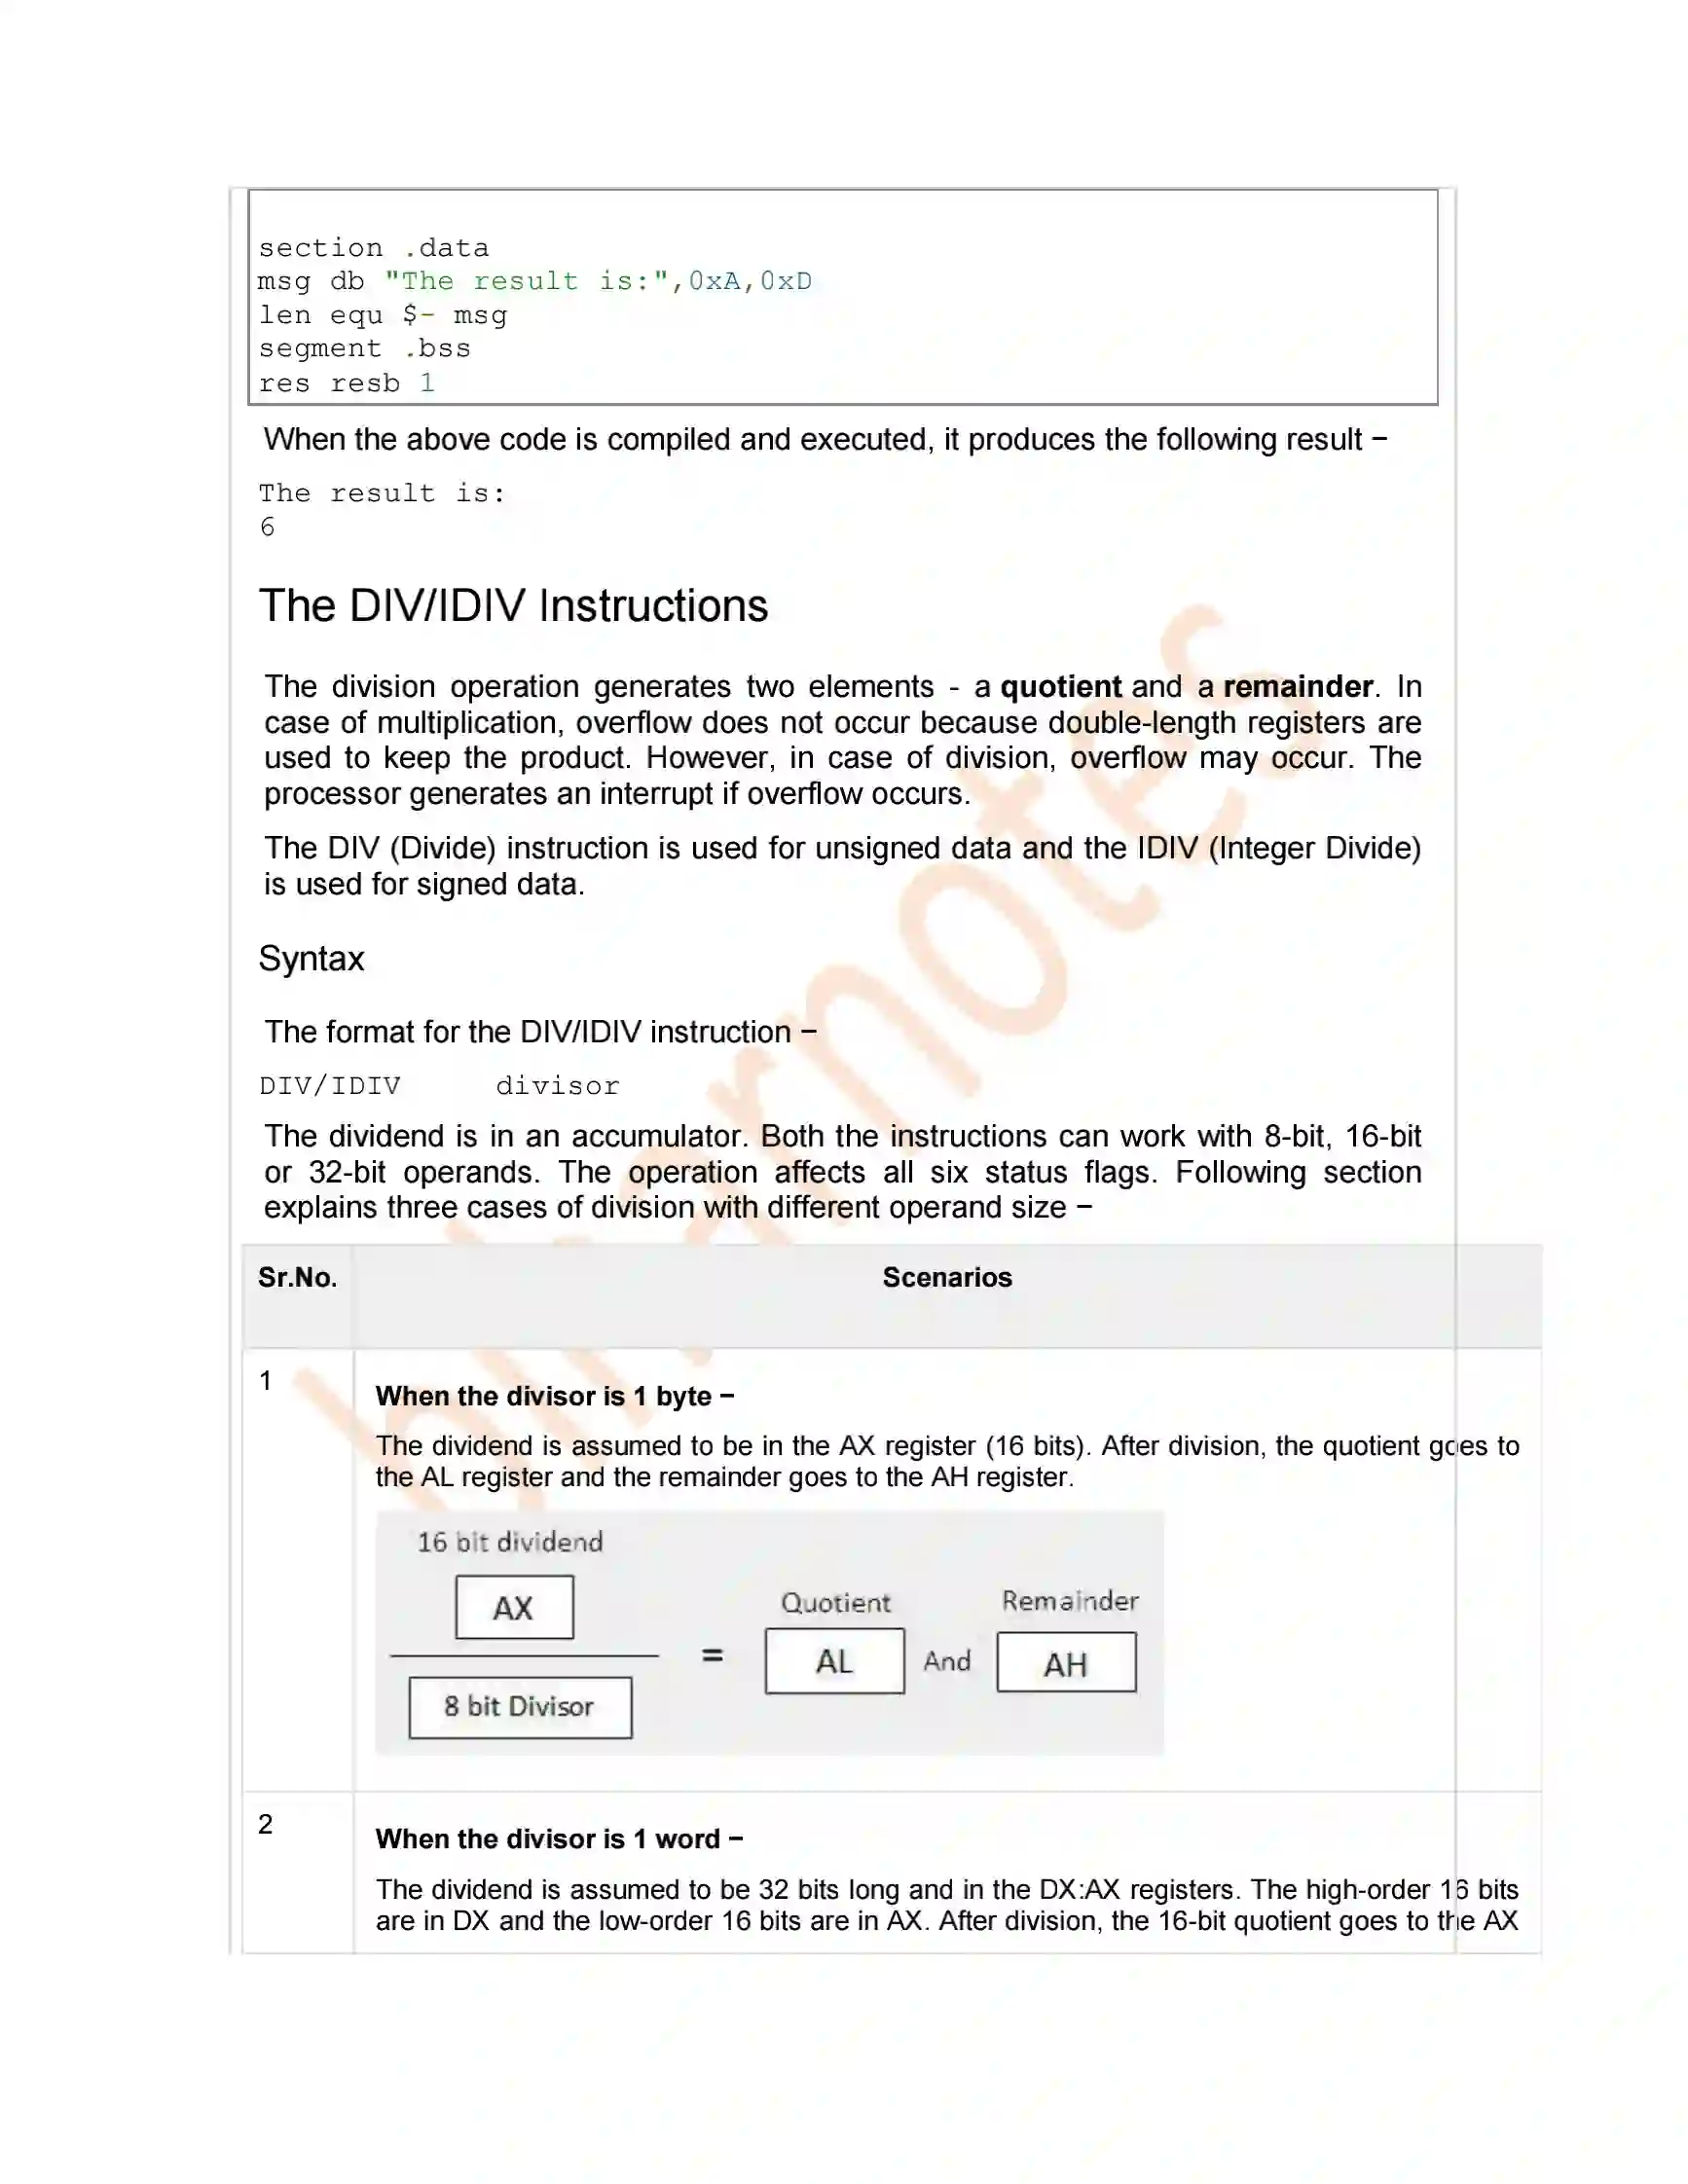 section .data
msg db "The result is:",0xA,0xD
len equ $- msg
segment .bss
res resb 1
When the above code is compiled and executed, it produces the following result −
The result is:
6
The DIV/IDIV Instructions
The division operation generates two elements - a quotient and a remainder. In
case of multiplication, overflow does not occur because double-length registers are
used to keep the product. However, in case of division, overflow may occur. The
processor generates an interrupt if overflow occurs.
The DIV (Divide) instruction is used for unsigned data and the IDIV (Integer Divide)
is used for signed data.
Syntax
The format for the DIV/IDIV instruction −
DIV/IDIV divisor
The dividend is in an accumulator. Both the instructions can work with 8-bit, 16-bit
or 32-bit operands. The operation affects all six status flags. Following section
explains three cases of division with different operand size −
Sr.No. Scenarios
1
When the divisor is 1 byte −
The dividend is assumed to be in the AX register (16 bits). After division, the quotient goes to
the AL register and the remainder goes to the AH register.
16 bit dividend
AX
8 bit Divisor
=
Quotient
AL
And
Remainder
AH
2
When the divisor is 1 word −
The dividend is assumed to be 32 bits long and in the DX:AX registers. The high-order 16 bits
are in DX and the low-order 16 bits are in AX. After division, the 16-bit quotient goes to the AX